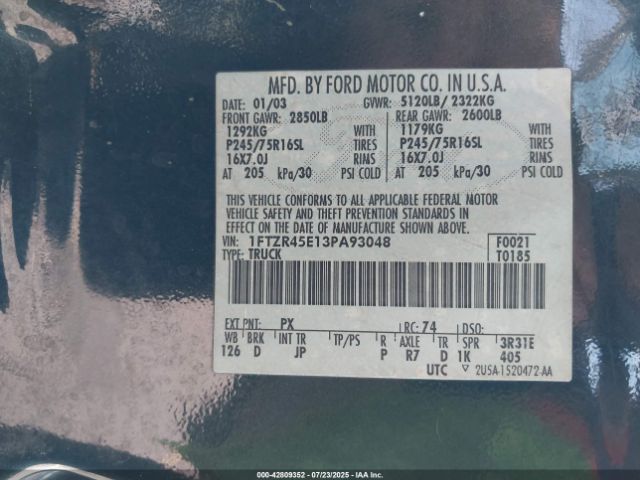 MFD. BY FORD MOTOR CO. IN U.S.A.
DATE: 01/03 GVWR: 5120LB/ 2322KG
FRONT GAWR: 2850LB REAR GAWR: 2600LB
1292KG WITH 1179KG WITH
P245/75R16SL TIRES P245/75R16SL TIRES
16X7.0J RIMS 16X7.0J RIMS
AT 205 kPa/30 PSI COLD AT 205 kPa/30 PSI COLD
THIS VEHICLE CONFORMS TO ALL APPLICABLE FEDERAL MOTOR
VEHICLE SAFETY AND THEFT PREVENTION STANDARDS IN
EFFECT ON THE DATE OF MANUFACTURE SHOWN ABOVE.
VIN: 1FTZR45E13PA93048 F0021
TYPE: TRUCK T0185
EXT PNT: PX RC: 74 DSO:
WB BRK INT TR TP/PS R AXLE TR SPR 3R31E
126 D JP P R7 D 1K 405
UTC ▽ 2USA-1520472-AA
000-42809352 - 07/23/2025 - IAA Inc.